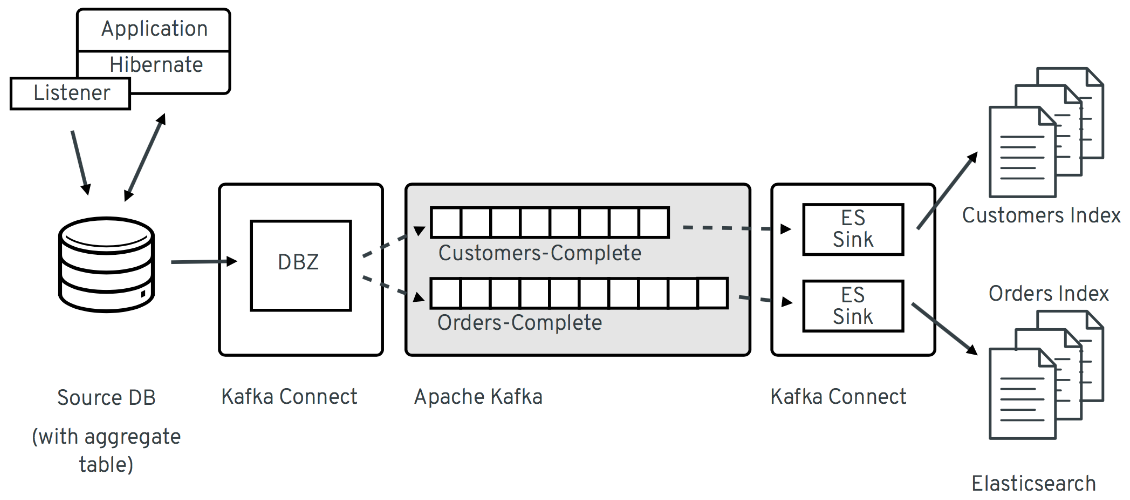 Application
Hibernate
Listener
DBZ
Customers-Complete
Orders-Complete
ES
Sink
ES
Sink
Customers Index
Orders Index
Source DB
(with aggregate
table)
Kafka Connect
Apache Kafka
Kafka Connect
Elasticsearch